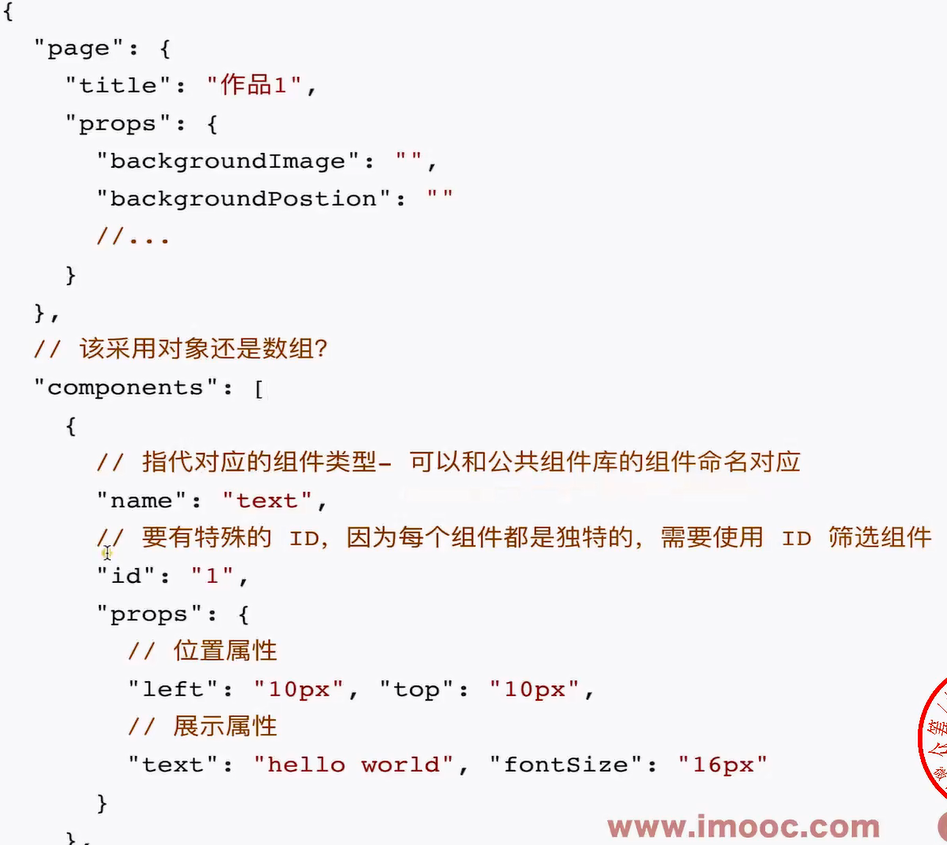 {
"page": {
"title": "作品1",
"props": {
"backgroundImage": "",
"backgroundPostion": ""
//...
}
},
// 该采用对象还是数组？
"components": [
{
// 指代对应的组件类型- 可以和公共组件库的组件命名对应
"name": "text",
// 要有特殊的 ID，因为每个组件都是独特的，需要使用 ID 筛选组件
"id": "1",
"props": {
// 位置属性
"left": "10px", "top": "10px",
// 展示属性
"text": "hello world", "fontSize": "16px"
}
},
www.imooc.com